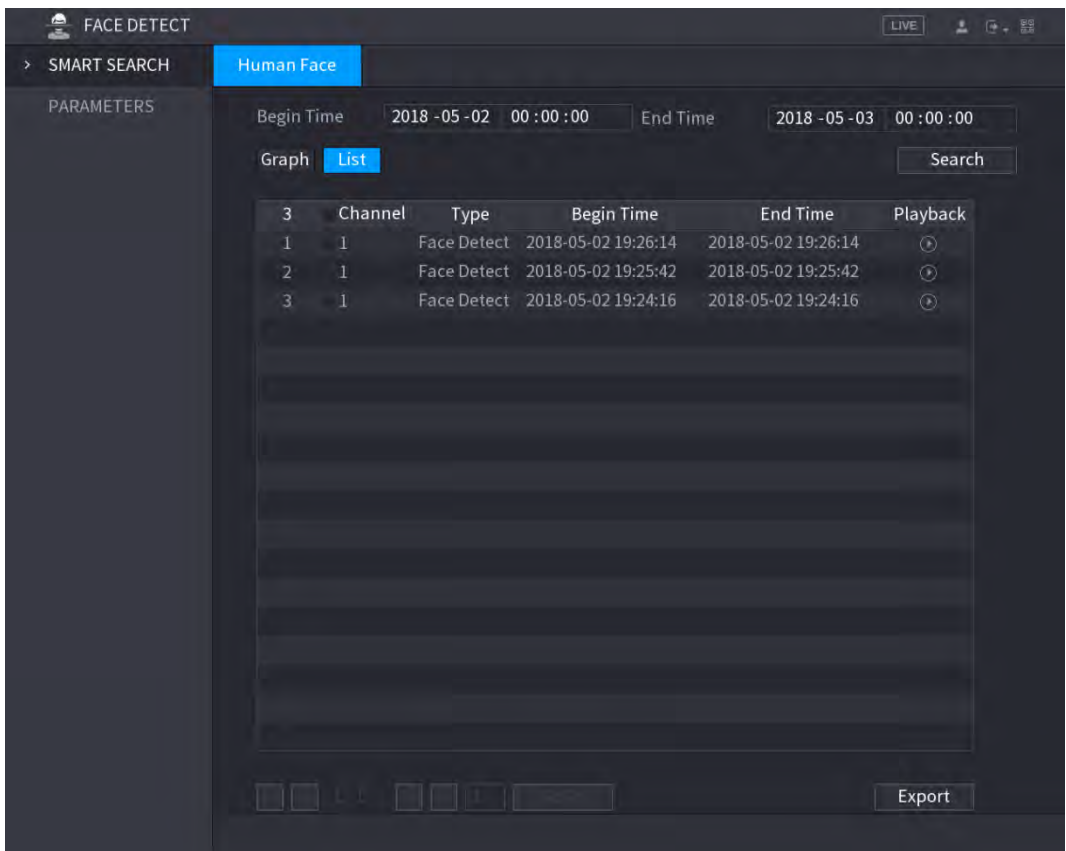 FACE DETECT LIVE
> SMART SEARCH Human Face
PARAMETERS
Begin Time 2018 -05 -02 00 :00 :00 End Time 2018 -05 -03 00 :00 :00
Graph List Search
3 Channel Type Begin Time End Time Playback
1 1 Face Detect 2018-05-02 19:26:14 2018-05-02 19:26:14
2 1 Face Detect 2018-05-02 19:25:42 2018-05-02 19:25:42
3 1 Face Detect 2018-05-02 19:24:16 2018-05-02 19:24:16
Export